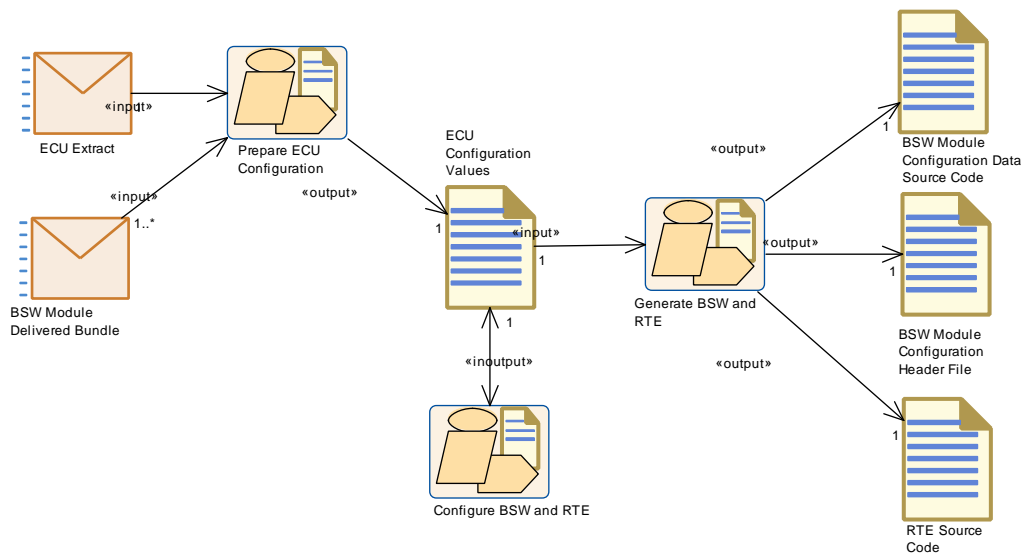 «input»
1
ECU Extract
Prepare ECU
Configuration
«input»
1..*
BSW Module
Delivered Bundle
«output»
1
ECU
Configuration
Values
«input»
1
1
«inoutput»
Configure BSW and RTE
Generate BSW and
RTE
«output»
1
BSW Module
Configuration Data
Source Code
«output»
1
BSW Module
Configuration
Header File
«output»
1
RTE Source
Code